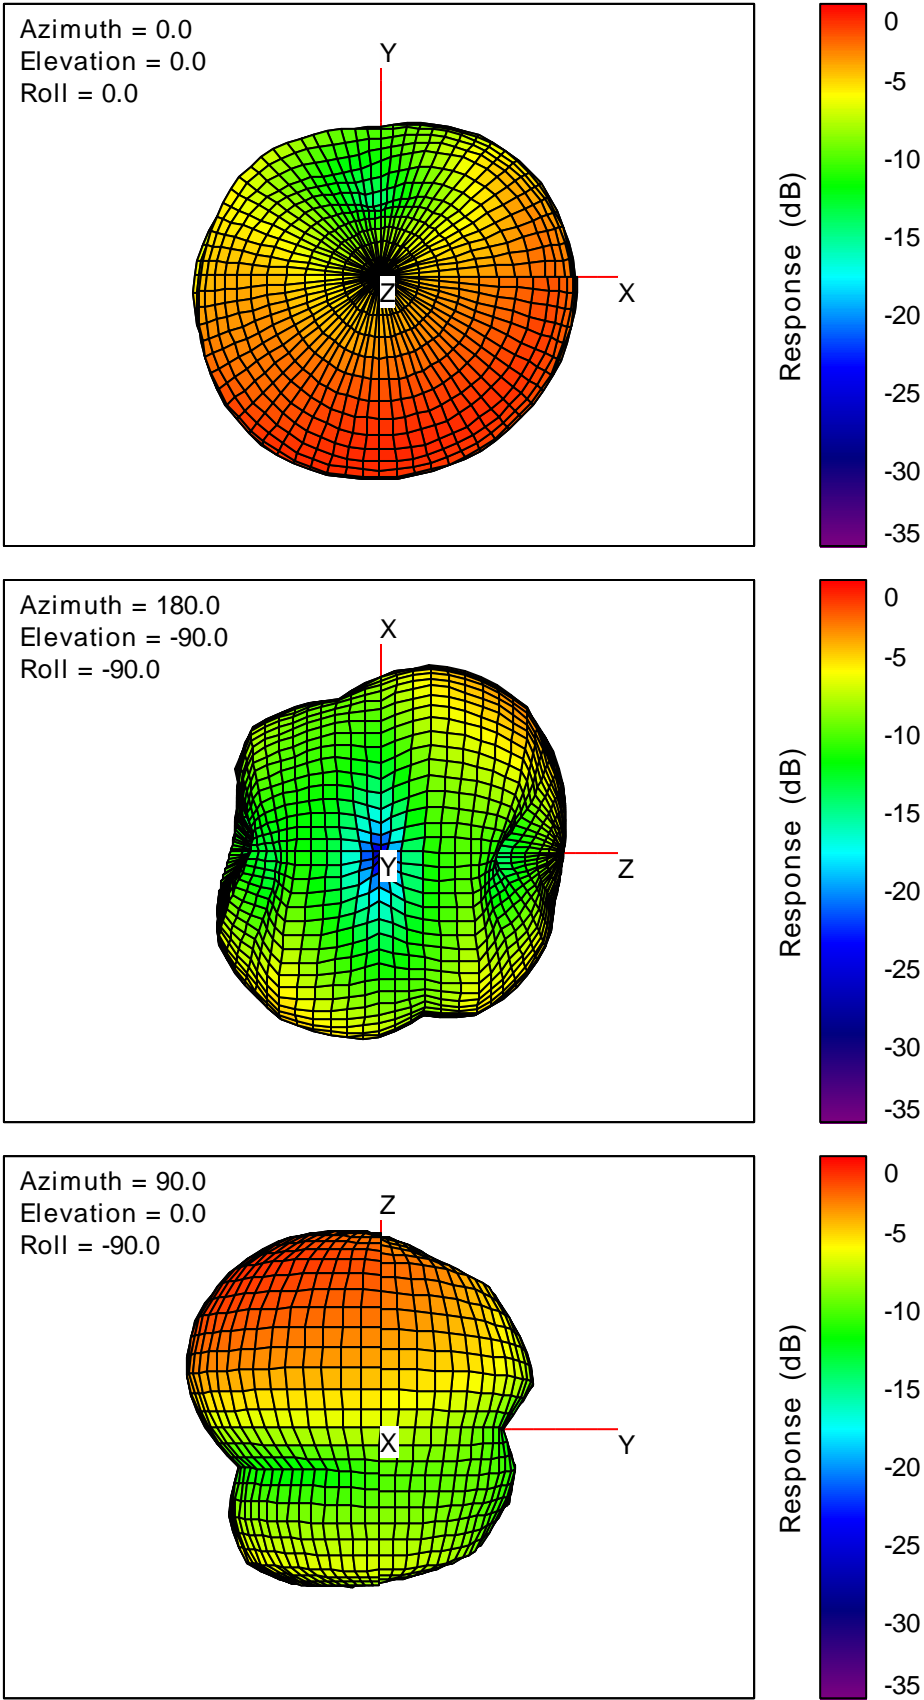 Azimuth = 0.0
Elevation = 0.0
Roll = 0.0
Y
X
Z
0
-5
-10
-15
-20
-25
-30
-35
Response (dB)
Azimuth = 180.0
Elevation = -90.0
Roll = -90.0
X
Z
Y
0
-5
-10
-15
-20
-25
-30
-35
Response (dB)
Azimuth = 90.0
Elevation = 0.0
Roll = -90.0
Z
Y
X
0
-5
-10
-15
-20
-25
-30
-35
Response (dB)